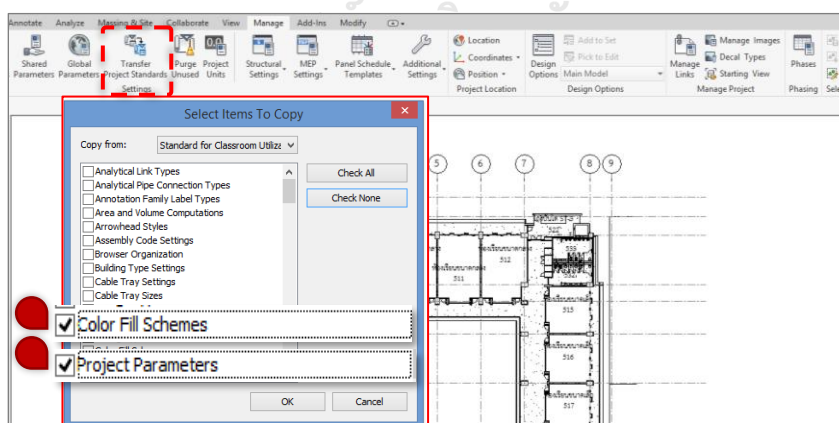 Annotate Analyze Massing & Site Collaborate View Manage Add-Ins Modify
Shared Parameters
Global Parameters
Transfer Project Standards
Purge Unused
Project Units
Settings
Structural Settings
MEP Settings
Panel Schedule Templates
Additional Settings
Location
Coordinates
Position
Project Location
Design Options
Add to Set
Pick to Edit
Main Model
Design Options
Manage Links
Manage Images
Decal Types
Starting View
Manage Project
Phases
Phasing
Sele
Select Items To Copy
Copy from: Standard for Classroom Utiliza
Check All
Check None
Analytical Link Types
Analytical Pipe Connection Types
Annotation Family Label Types
Area and Volume Computations
Arrowhead Styles
Assembly Code Settings
Browser Organization
Building Type Settings
Cable Tray Settings
Cable Tray Sizes
Color Fill Schemes
Project Parameters
OK Cancel
5 6 7 8 9
533
512
511
515
516
517